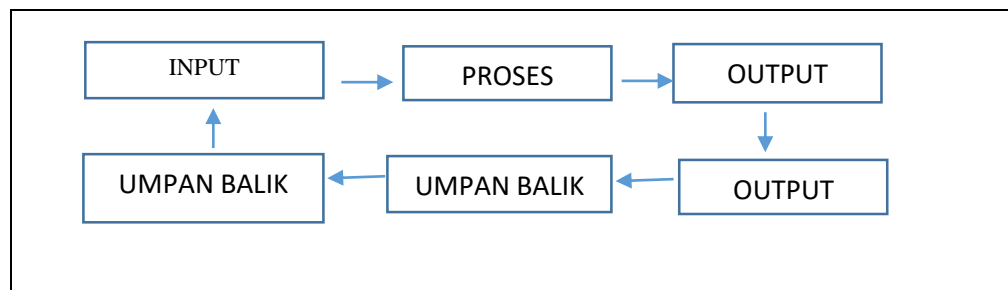 INPUT
PROSES
OUTPUT
UMPAN BALIK
UMPAN BALIK
OUTPUT